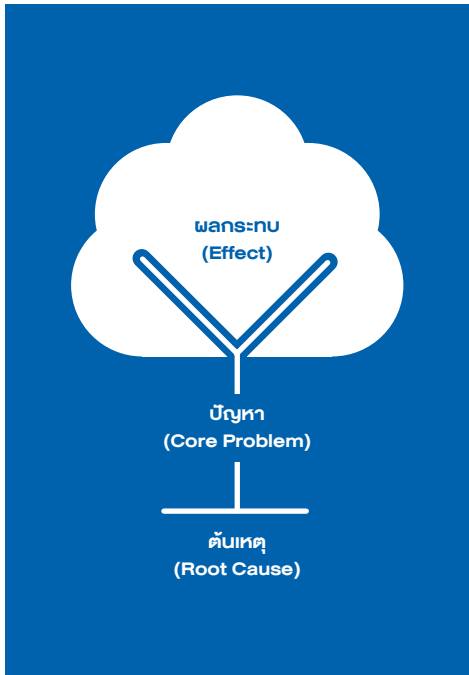 ผลกระทบ
(Effect)
ปัญหา
(Core Problem)
ต้นเหตุ
(Root Cause)